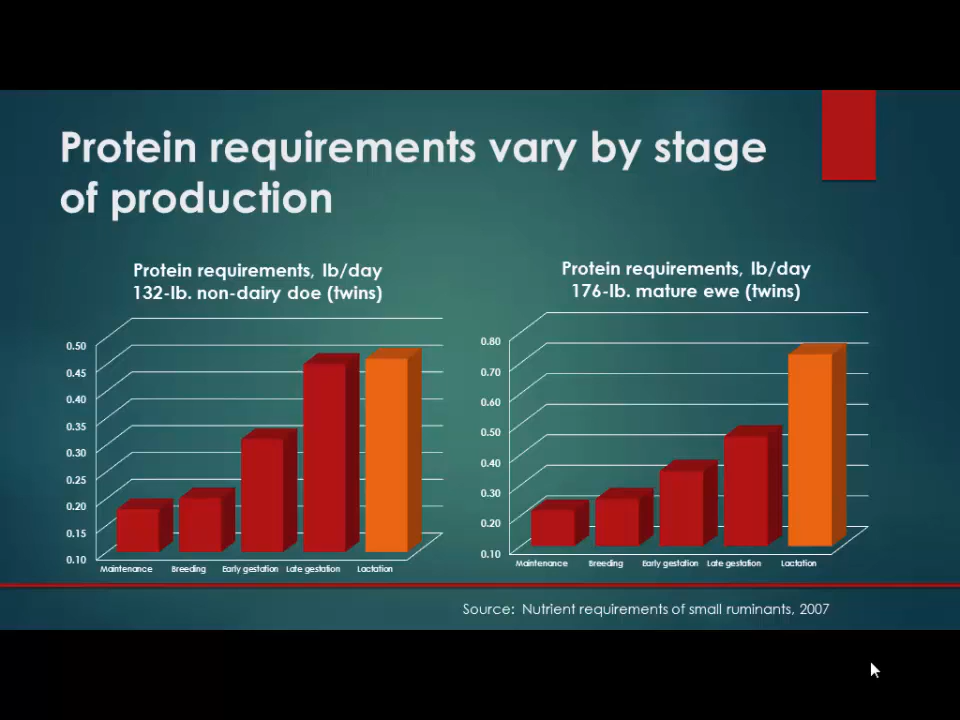 Protein requirements vary by stage
of production
Protein requirements, lb/day
132-lb. non-dairy doe (twins)
0.50
0.45
0.40
0.35
0.30
0.25
0.20
0.15
0.10
Maintenance Breeding Early gestation Late gestation Lactation
Protein requirements, lb/day
176-lb. mature ewe (twins)
0.80
0.70
0.60
0.50
0.40
0.30
0.20
0.10
Maintenance Breeding Early gestation Late gestation Lactation
Source: Nutrient requirements of small ruminants, 2007